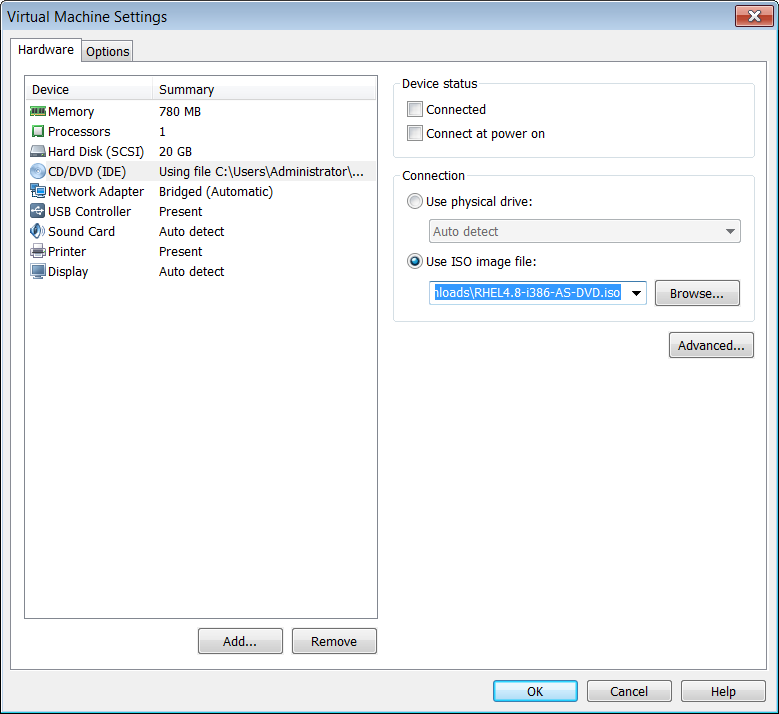 Virtual Machine Settings
Hardware Options
Device Summary
Memory 780 MB
Processors 1
Hard Disk (SCSI) 20 GB
CD/DVD (IDE) Using file C:\Users\Administrator\...
Network Adapter Bridged (Automatic)
USB Controller Present
Sound Card Auto detect
Printer Present
Display Auto detect
Add... Remove
Device status
Connected
Connect at power on
Connection
Use physical drive:
Auto detect
Use ISO image file:
nloads\RHEL4.8-i386-AS-DVD.iso Browse...
Advanced...
OK Cancel Help